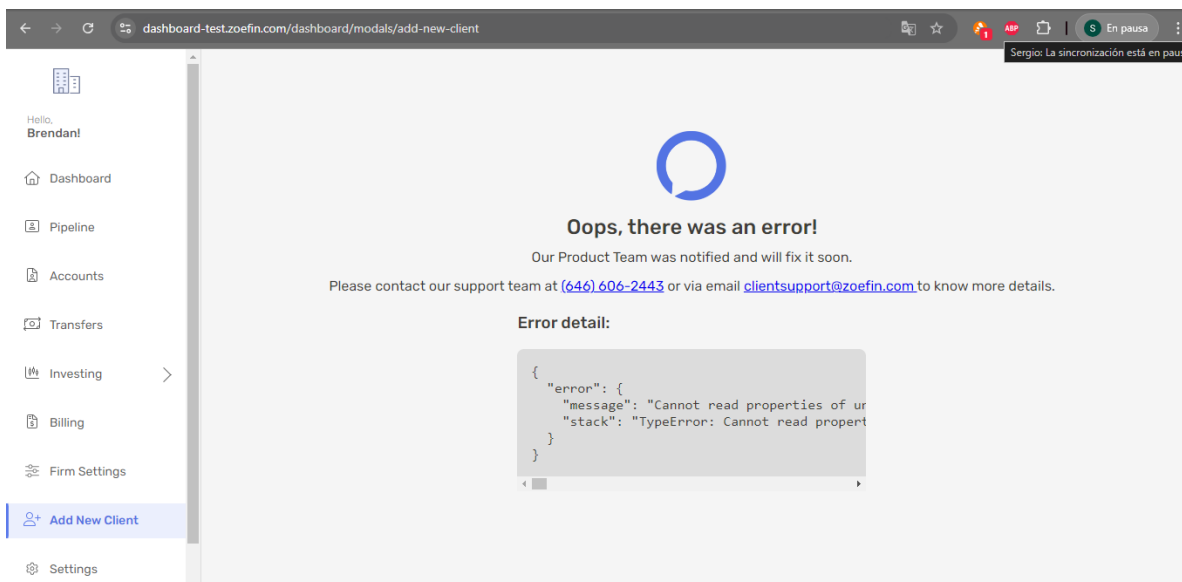 dashboard-test.zoefin.com/dashboard/modals/add-new-client
1
ABP
S
En pausa
Sergio: La sincronización está en
Hello,
Brendan!
Dashboard
Pipeline
Accounts
Transfers
Investing
Billing
Firm Settings
Add New Client
Settings
Oops, there was an error!
Our Product Team was notified and will fix it soon.
Please contact our support team at (646) 606-2443 or via email clientsupport@zoefin.com to know more details.
Error detail:
{
"error": {
"message": "Cannot read properties of
"stack": "TypeError: Cannot read
}
}